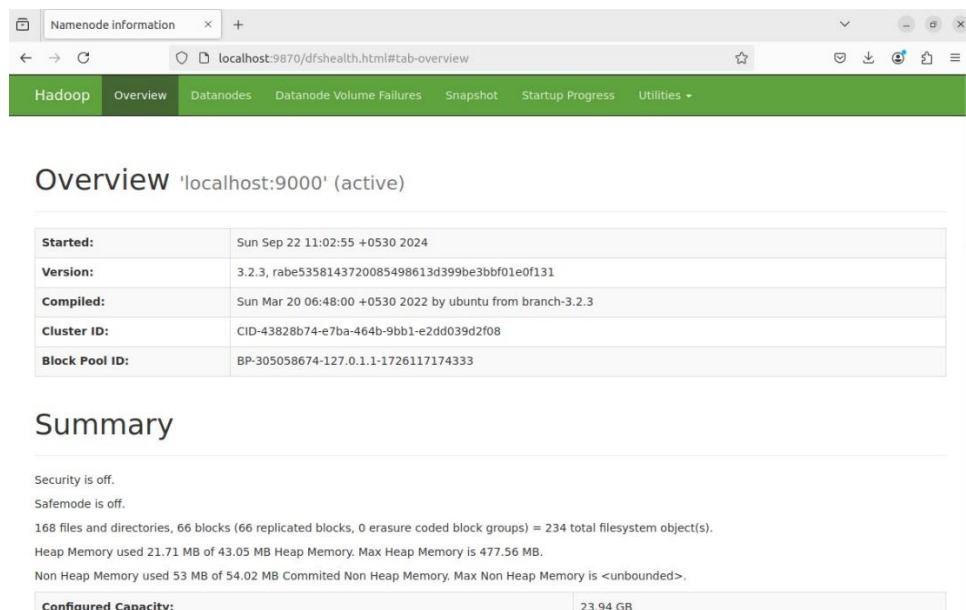 Namenode information
localhost:9870/dfshealth.html#tab-overview
Hadoop Overview Datanodes Datanode Volume Failures Snapshot Startup Progress Utilities
Overview 'localhost:9000' (active)
Started: Sun Sep 22 11:02:55 +0530 2024
Version: 3.2.3, rabe5358143720085498613d399be3bbf01e0f131
Compiled: Sun Mar 20 06:48:00 +0530 2022 by ubuntu from branch-3.2.3
Cluster ID: CID-43828b74-e7ba-464b-9bb1-e2dd039d2f08
Block Pool ID: BP-305058674-127.0.1.1-1726117174333
Summary
Security is off.
Safemode is off.
168 files and directories, 66 blocks (66 replicated blocks, 0 erasure coded block groups) = 234 total filesystem object(s).
Heap Memory used 21.71 MB of 43.05 MB Heap Memory. Max Heap Memory is 477.56 MB.
Non Heap Memory used 53 MB of 54.02 MB Commited Non Heap Memory. Max Non Heap Memory is <unbounded>.
Configured Capacity: 23.94 GB